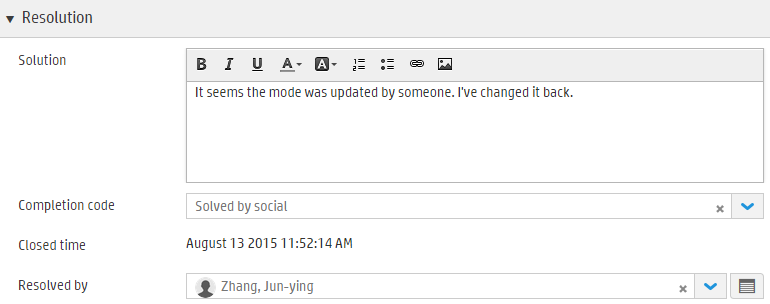 Resolution
Solution
B I U A A
It seems the mode was updated by someone. I've changed it back.
Completion code
Solved by social
Closed time
August 13 2015 11:52:14 AM
Resolved by
Zhang, Jun-ying